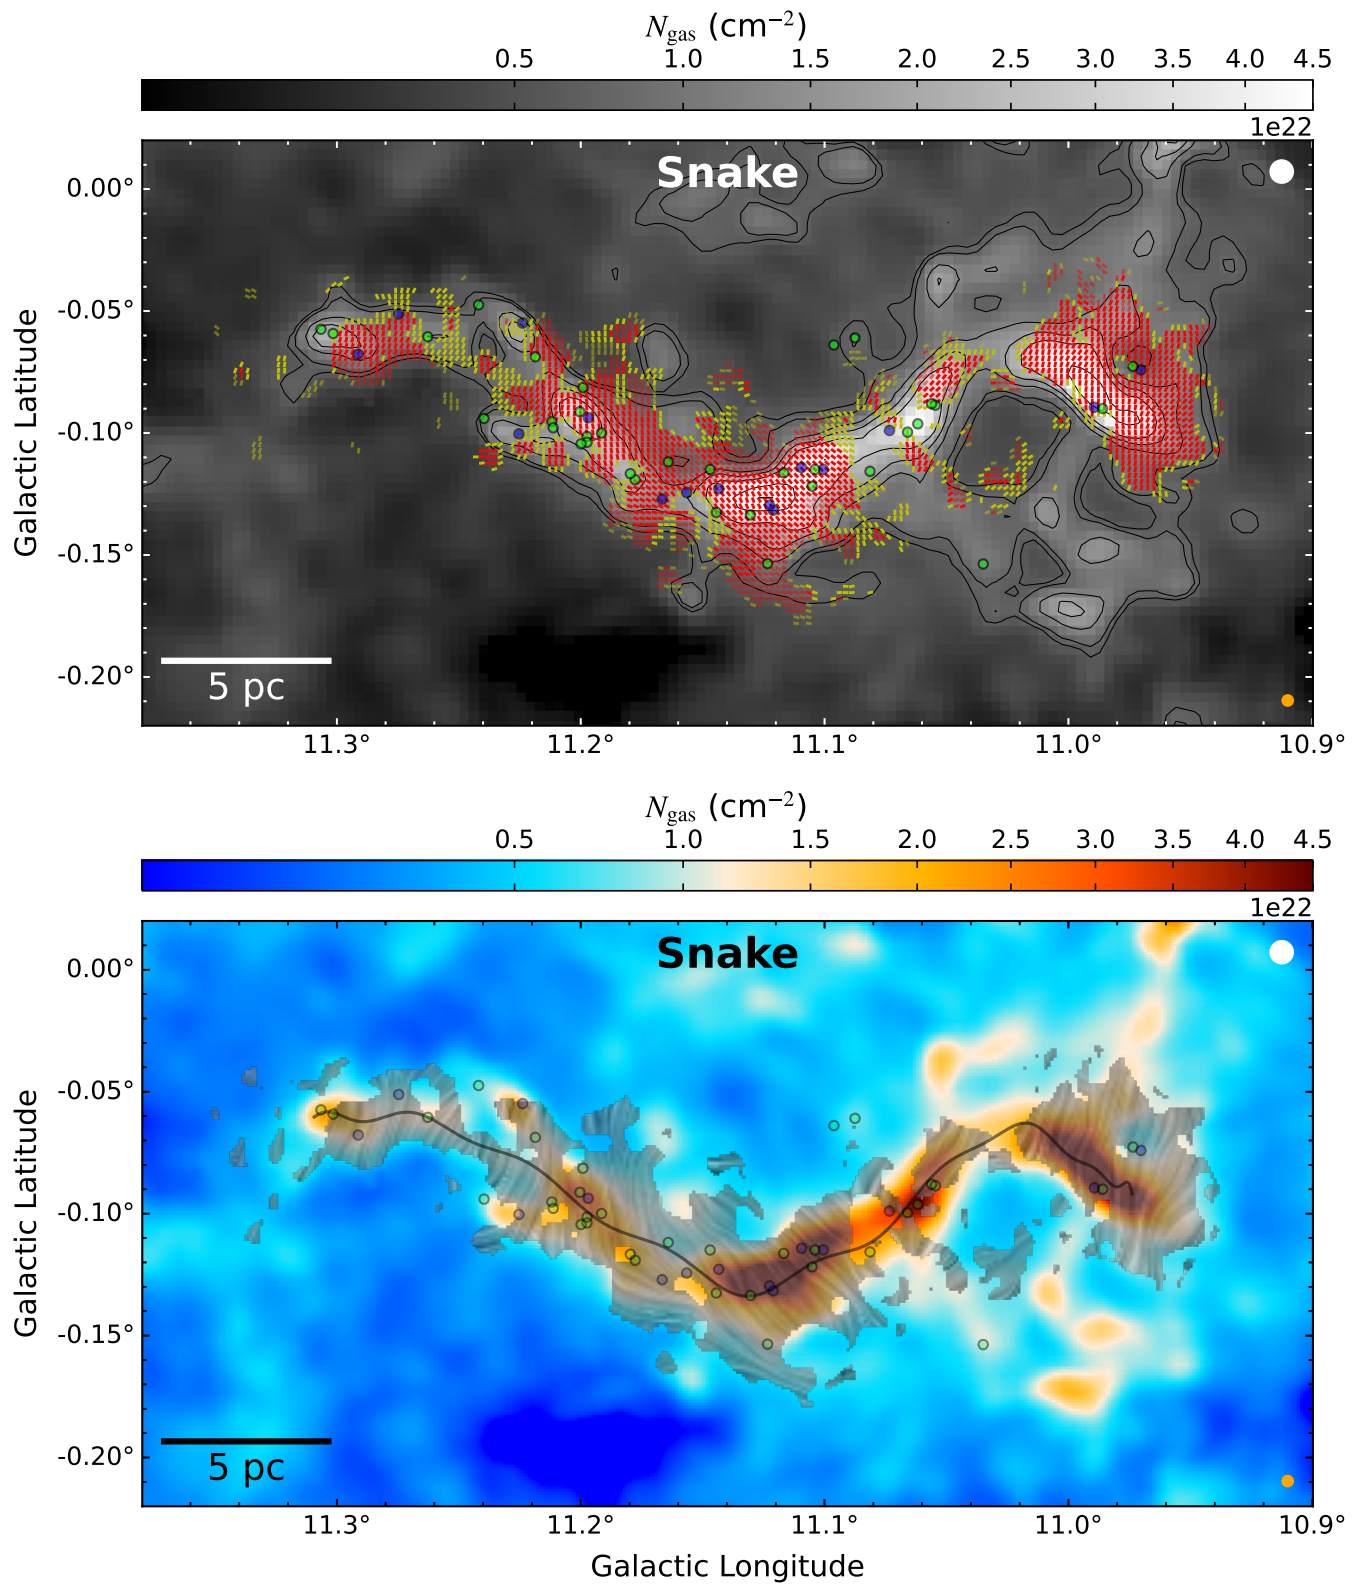 N_gas (cm⁻²)
0.5 1.0 1.5 2.0 2.5 3.0 3.5 4.0 4.5
1e22
Snake
0.00°
-0.05°
-0.10°
-0.15°
-0.20°
Galactic Latitude
5 pc
11.3° 11.2° 11.1° 11.0° 10.9°
N_gas (cm⁻²)
0.5 1.0 1.5 2.0 2.5 3.0 3.5 4.0 4.5
1e22
Snake
0.00°
-0.05°
-0.10°
-0.15°
-0.20°
Galactic Latitude
5 pc
11.3° 11.2° 11.1° 11.0° 10.9°
Galactic Longitude